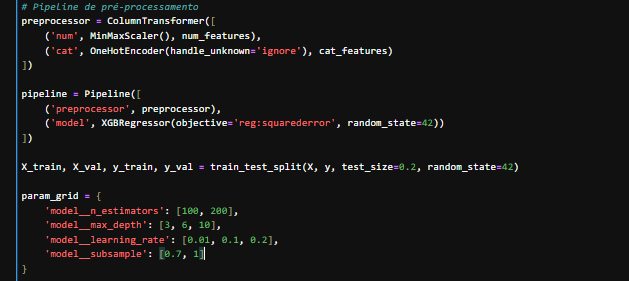 # Pipeline de pré-processamento
preprocessor = ColumnTransformer([
('num', MinMaxScaler(), num_features),
('cat', OneHotEncoder(handle_unknown='ignore'), cat_features)
])
pipeline = Pipeline([
('preprocessor', preprocessor),
('model', XGBRegressor(objective='reg:squarederror', random_state=42))
])
X_train, X_val, y_train, y_val = train_test_split(X, y, test_size=0.2, random_state=42)
param_grid = {
'model__n_estimators': [100, 200],
'model__max_depth': [3, 6, 10],
'model__learning_rate': [0.01, 0.1, 0.2],
'model__subsample': [0.7, 1]
}